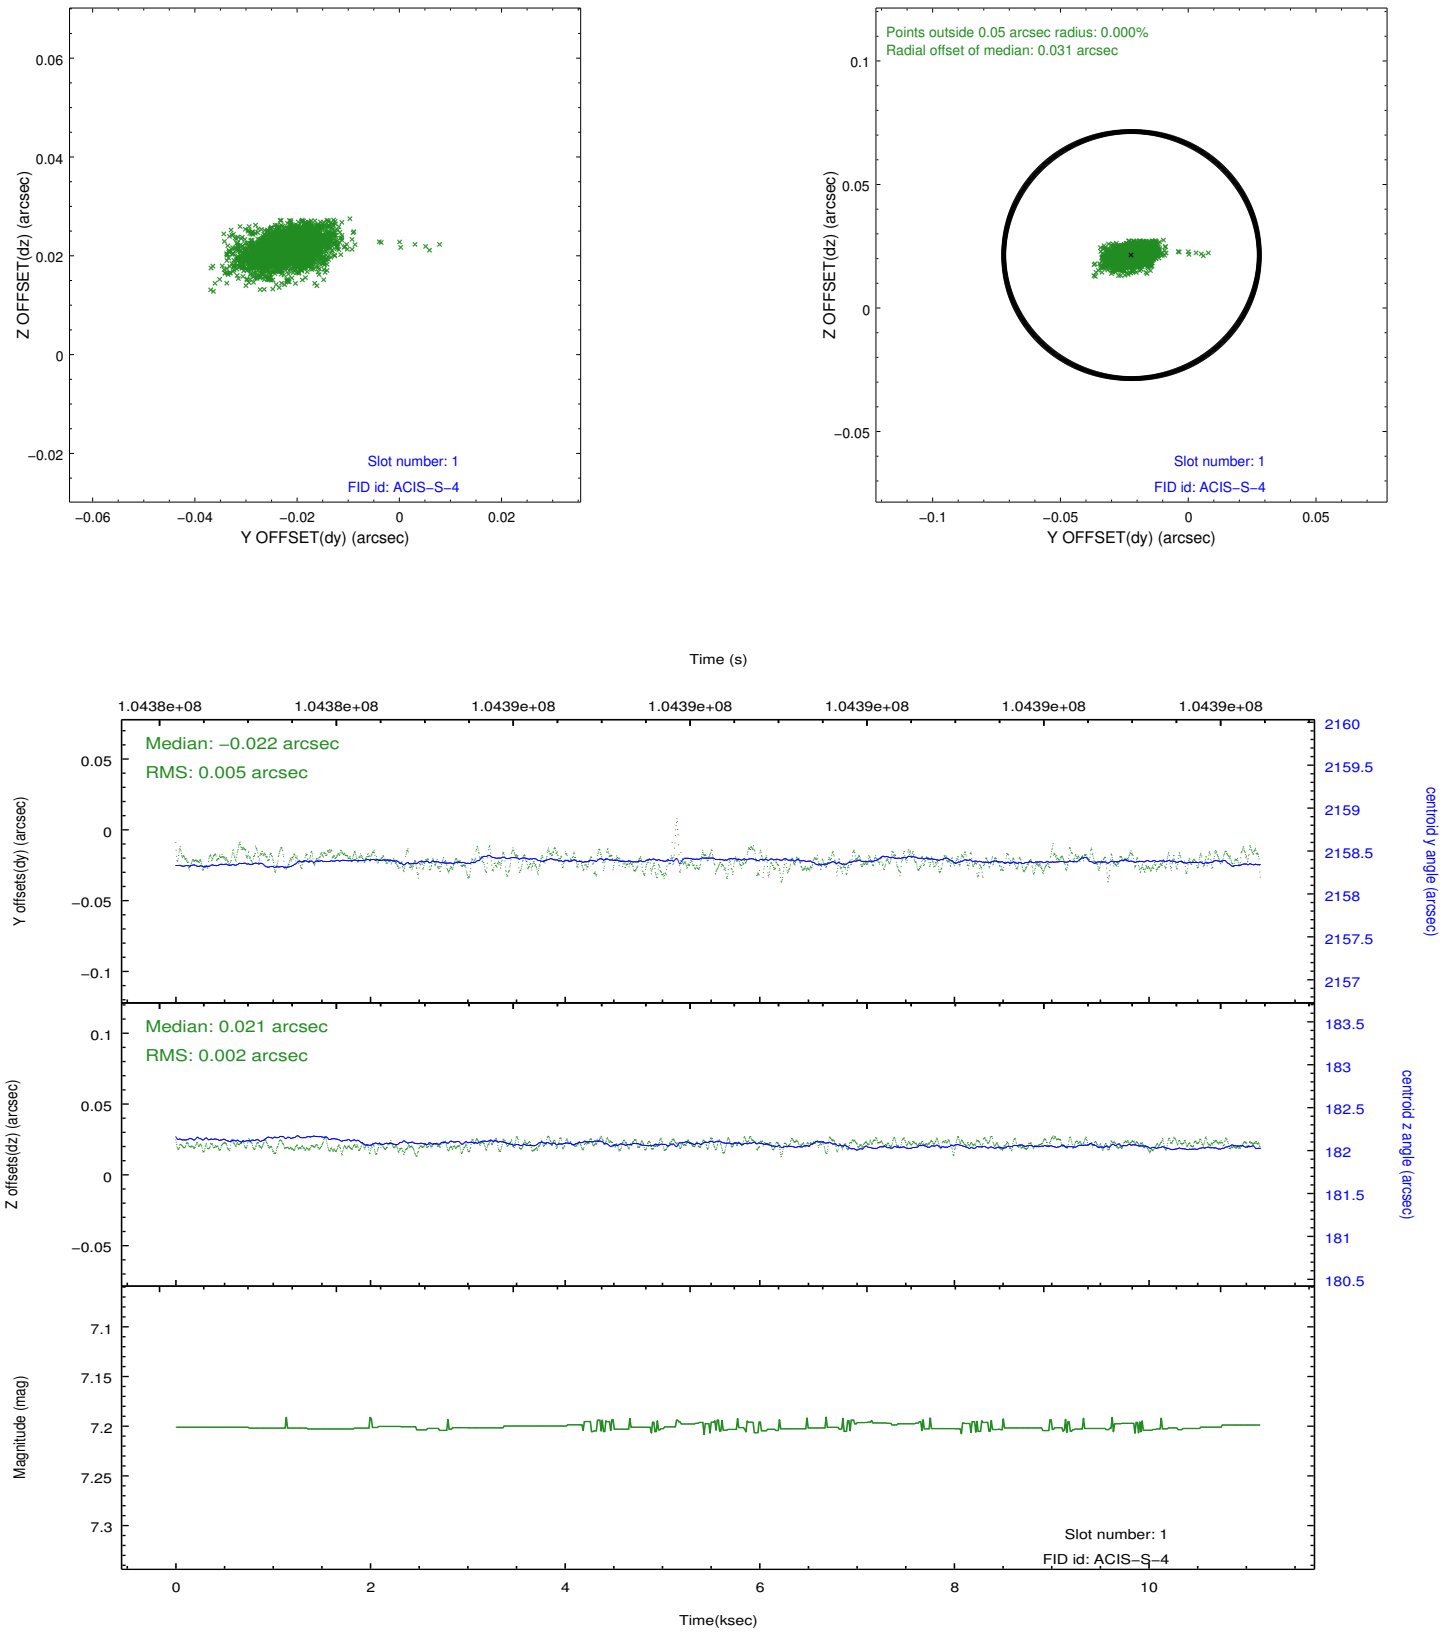 0.06
0.04
0.02
0
−0.02
Z OFFSET(dz) (arcsec)
Slot number: 1
FID id: ACIS−S−4
−0.06 −0.04 −0.02 0 0.02
Y OFFSET(dy) (arcsec)
Points outside 0.05 arcsec radius: 0.000%
Radial offset of median: 0.031 arcsec
0.1
0.05
0
−0.05
Z OFFSET(dz) (arcsec)
Slot number: 1
FID id: ACIS−S−4
−0.1 −0.05 0 0.05
Y OFFSET(dy) (arcsec)
Time (s)
1.0438e+08 1.0438e+08 1.0439e+08 1.0439e+08 1.0439e+08 1.0439e+08 1.0439e+08
Median: −0.022 arcsec
RMS: 0.005 arcsec
0.05
0
−0.05
−0.1
Y offsets(dy) (arcsec)
2160
2159.5
2159
2158.5
2158
2157.5
2157
centroid y angle (arcsec)
Median: 0.021 arcsec
RMS: 0.002 arcsec
0.1
0.05
0
−0.05
Z offsets(dz) (arcsec)
183.5
183
182.5
182
181.5
181
180.5
centroid z angle (arcsec)
7.1
7.15
7.2
7.25
7.3
Magnitude (mag)
Slot number: 1
FID id: ACIS−S−4
0 2 4 6 8 10
Time(ksec)